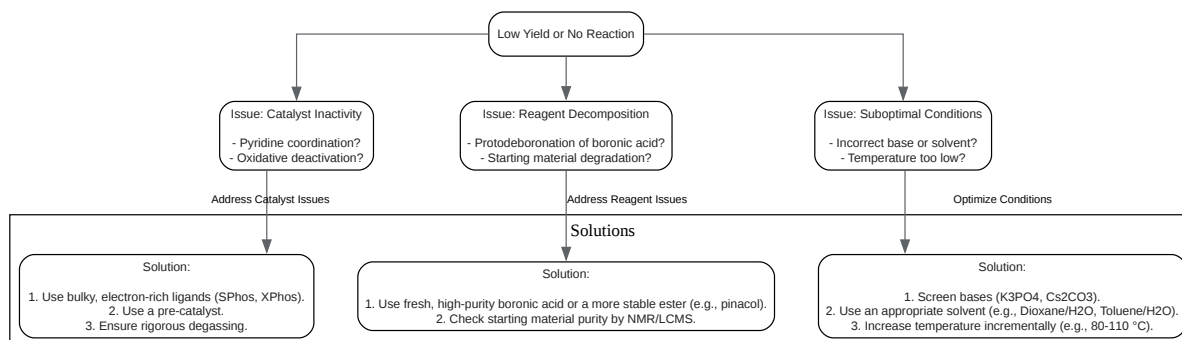 Low Yield or No Reaction
Issue: Catalyst Inactivity
- Pyridine coordination?
- Oxidative deactivation?
Issue: Reagent Decomposition
- Protodeboronation of boronic acid?
- Starting material degradation?
Issue: Suboptimal Conditions
- Incorrect base or solvent?
- Temperature too low?
Address Catalyst Issues
Address Reagent Issues
Optimize Conditions
Solutions
Solution:
1. Use bulky, electron-rich ligands (SPhos, XPhos).
2. Use a pre-catalyst.
3. Ensure rigorous degassing.
Solution:
1. Use fresh, high-purity boronic acid or a more stable ester (e.g., pinacol).
2. Check starting material purity by NMR/LCMS.
Solution:
1. Screen bases (K3PO4, Cs2CO3).
2. Use an appropriate solvent (e.g., Dioxane/H2O, Toluene/H2O).
3. Increase temperature incrementally (e.g., 80-110 °C).